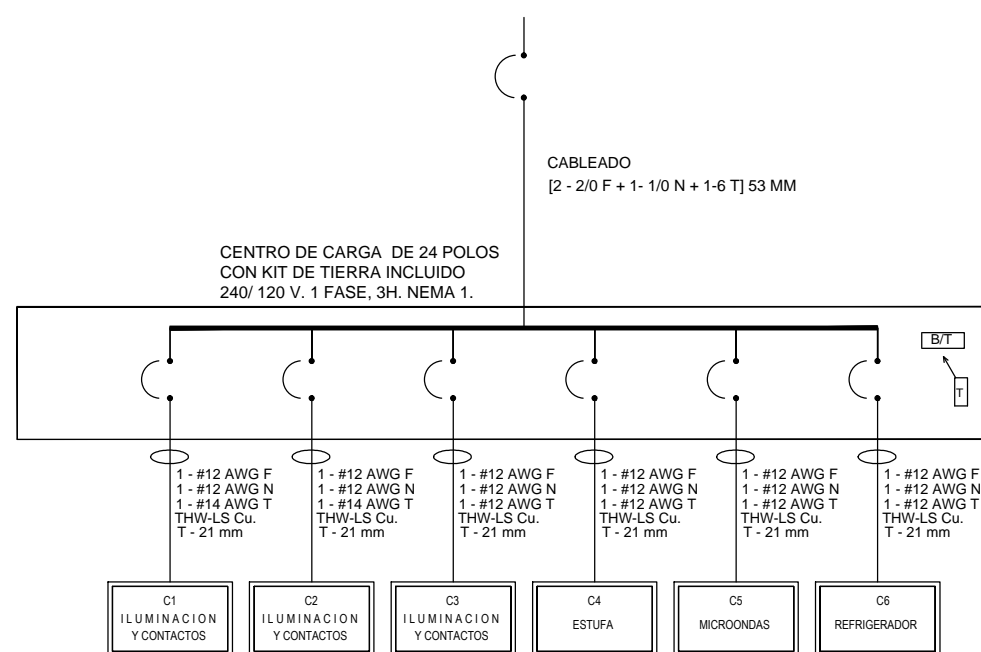 CABLEADO
[2 - 2/0 F + 1- 1/0 N + 1-6 T] 53 MM
CENTRO DE CARGA DE 24 POLOS
CON KIT DE TIERRA INCLUIDO
240/ 120 V. 1 FASE, 3H. NEMA 1.
B/T
T
1 - #12 AWG F
1 - #12 AWG N
1 - #14 AWG T
THW-LS Cu.
T - 21 mm
1 - #12 AWG F
1 - #12 AWG N
1 - #14 AWG T
THW-LS Cu.
T - 21 mm
1 - #12 AWG F
1 - #12 AWG N
1 - #12 AWG T
THW-LS Cu.
T - 21 mm
1 - #12 AWG F
1 - #12 AWG N
1 - #12 AWG T
THW-LS Cu.
T - 21 mm
1 - #12 AWG F
1 - #12 AWG N
1 - #12 AWG T
THW-LS Cu.
T - 21 mm
1 - #12 AWG F
1 - #12 AWG N
1 - #12 AWG T
THW-LS Cu.
T - 21 mm
C1
ILUMINACION
Y CONTACTOS
C2
ILUMINACION
Y CONTACTOS
C3
ILUMINACION
Y CONTACTOS
C4
ESTUFA
C5
MICROONDAS
C6
REFRIGERADOR